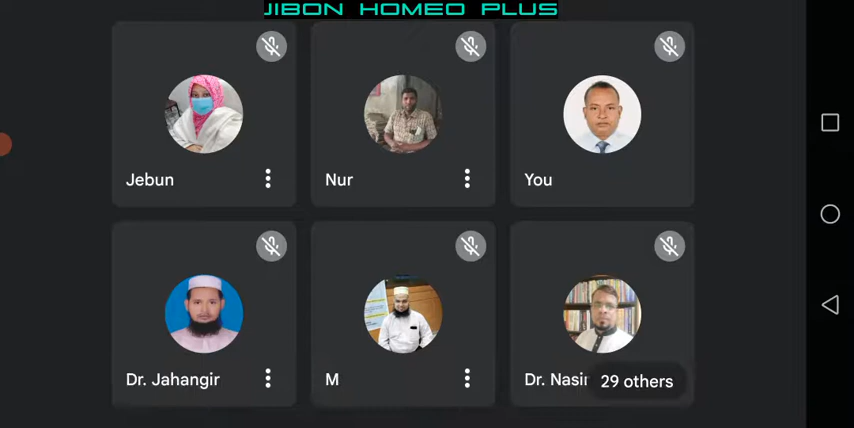 JIBON HOMEO PLUS
Jebun
Nur
You
Dr. Jahangir
M
Dr. Nasir
29 others